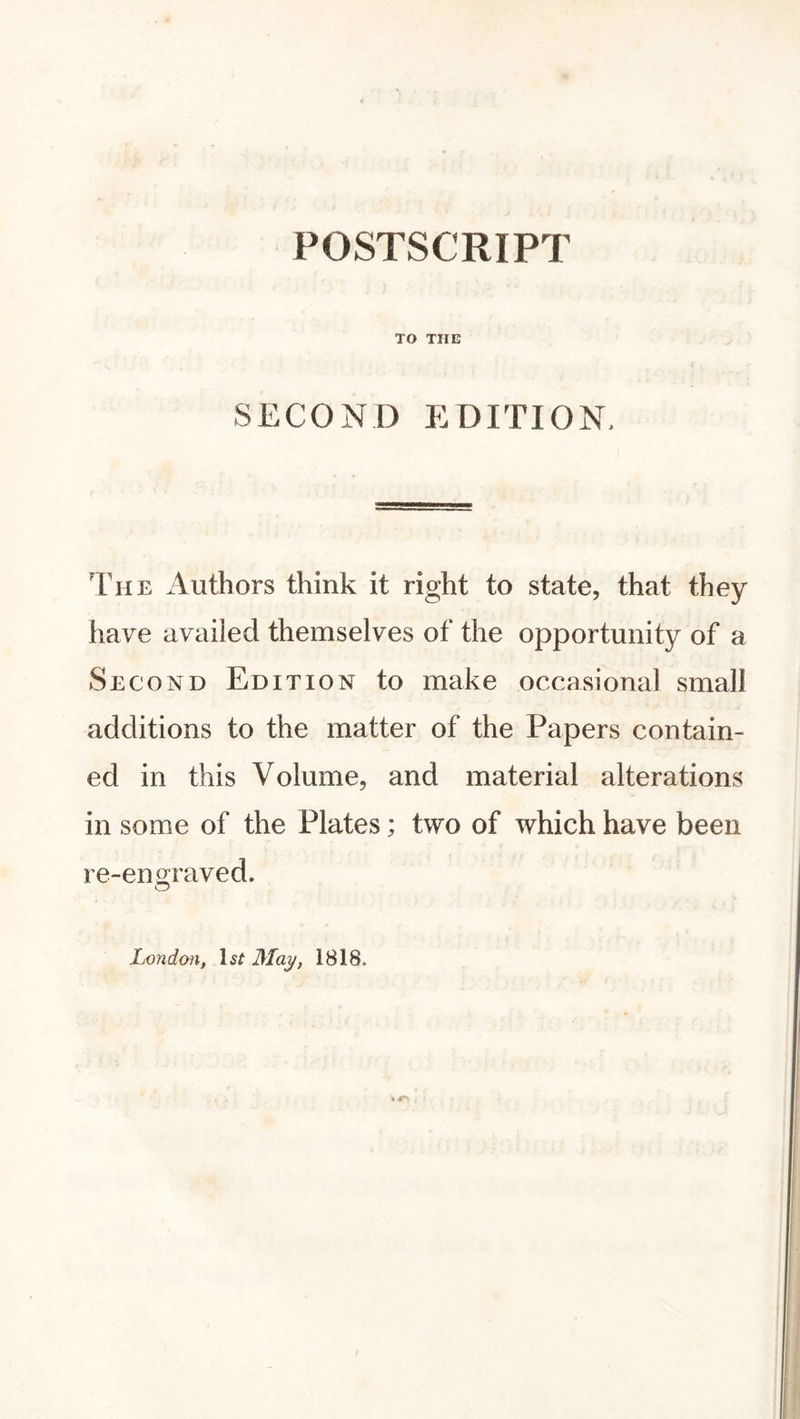 POSTSCRIPT
TO THE
SECOND EDITION.
THE Authors think it right to state, that they
have availed themselves of the opportunity of a
SECOND EDITION to make occasional small
additions to the matter of the Papers contain-
ed in this Volume, and material alterations
in some of the Plates; two of which have been
re-engraved.
London, 1st May, 1818.